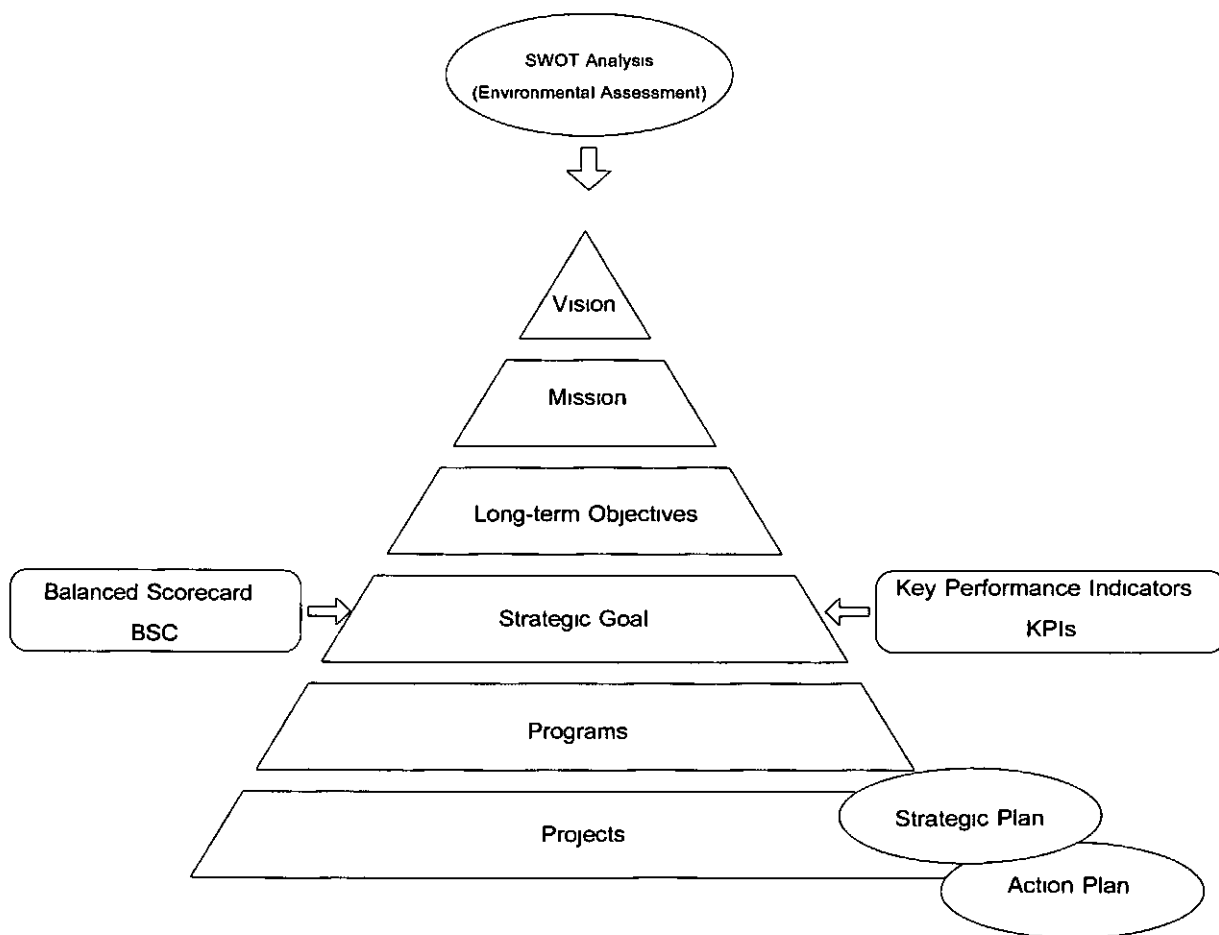 SWOT Analysis
(Environmental Assessment)
Vision
Mission
Long-term Objectives
Balanced Scorecard
BSC
Strategic Goal
Key Performance Indicators
KPIs
Programs
Projects
Strategic Plan
Action Plan